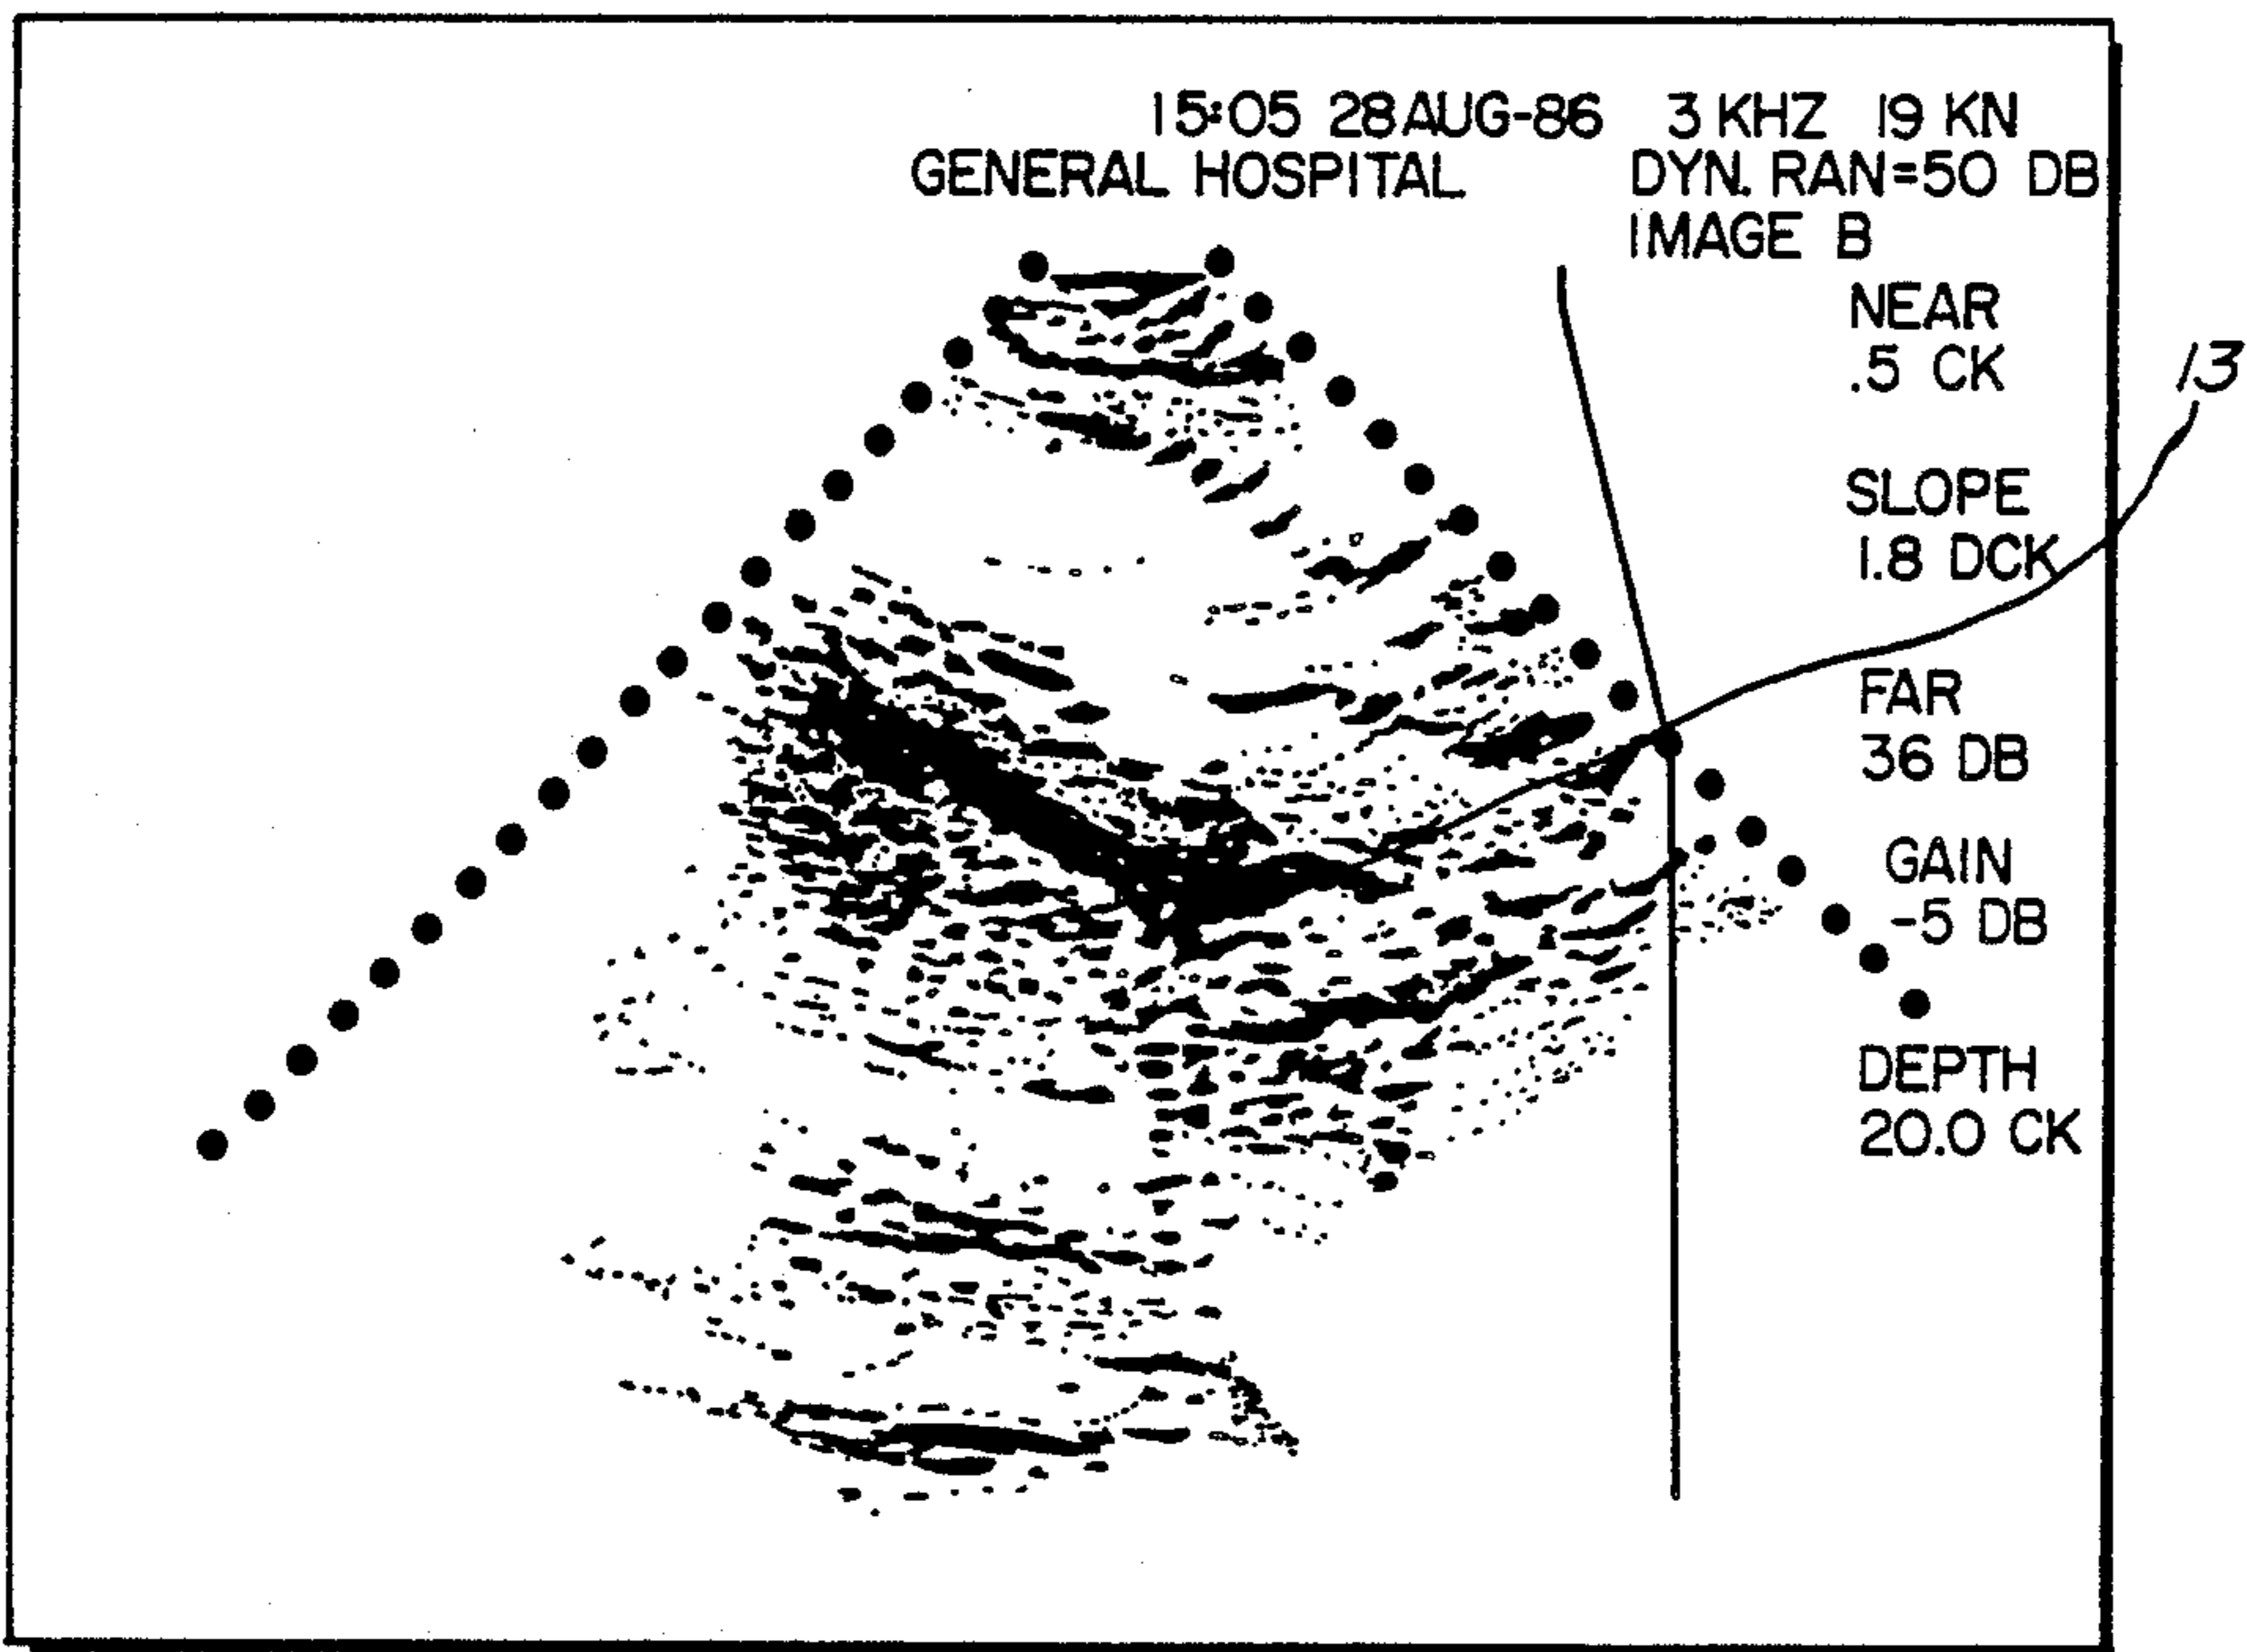 15:05 28AUG-86 3 KHZ 19 KN
GENERAL HOSPITAL DYN. RAN=50 DB
IMAGE B
NEAR
.5 CK
13
SLOPE
1.8 DCK
FAR
36 DB
GAIN
-5 DB
DEPTH
20.0 CK